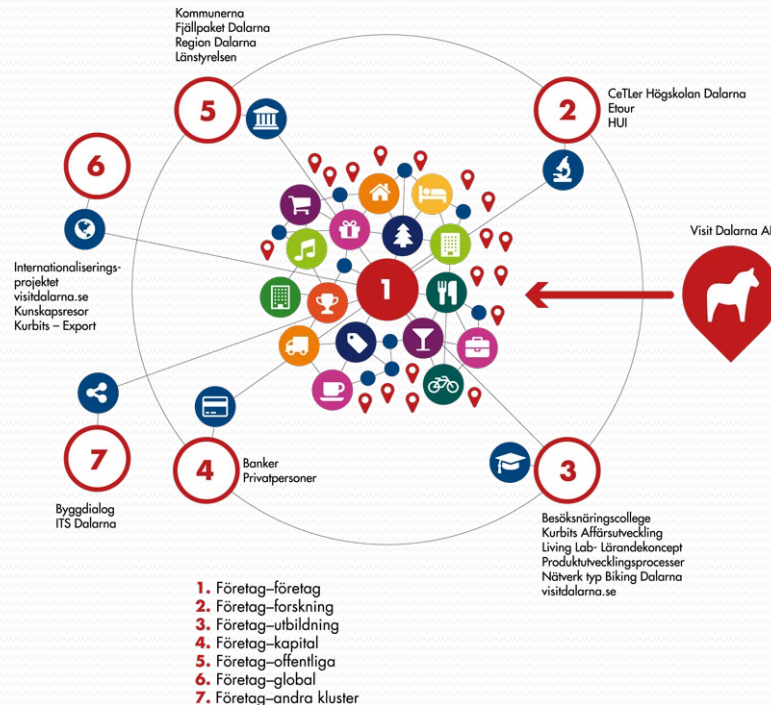 Kommunerna
Fjällpaket Dalarna
Region Dalarna
Länstyrelsen
5
2
CeTLer Högskolan Dalarna
Etour
HUI
6
Internationaliserings-
projektet
visitdalarna.se
Kunskapsresor
Kurbits – Export
1
Visit Dalarna AB
7
Byggdialog
ITS Dalarna
4
Banker
Privatpersoner
3
Besöksnäringscollege
Kurbits Affärsutveckling
Living Lab- Lärandekoncept
Produktutvecklingsprocesser
Nätverk typ Biking Dalarna
visitdalarna.se
1. Företag–företag
2. Företag–forskning
3. Företag–utbildning
4. Företag–kapital
5. Företag–offentliga
6. Företag–global
7. Företag–andra kluster